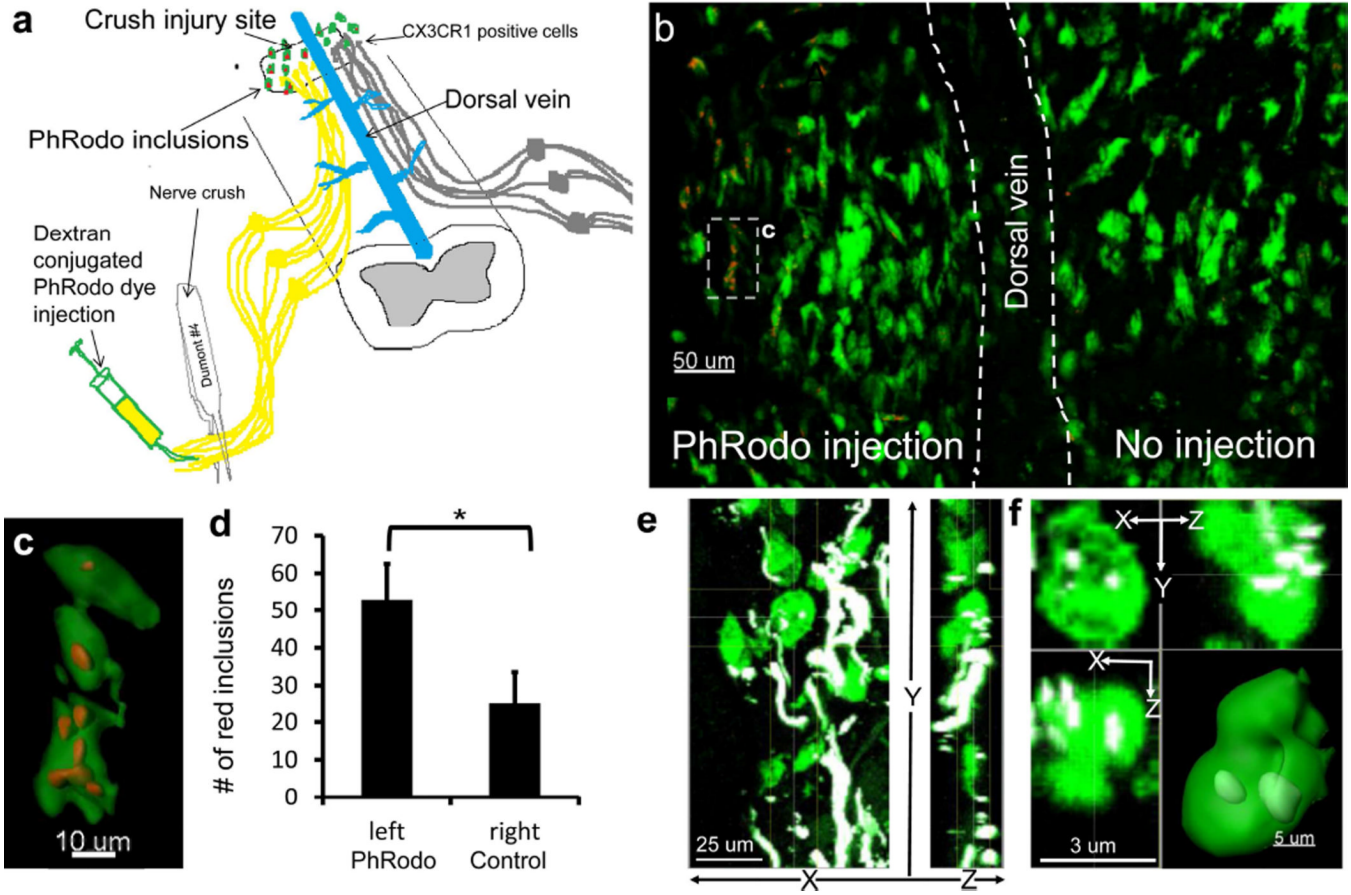 a
Crush injury site
CX3CR1 positive cells
Dorsal vein
PhRodo inclusions
Nerve crush
Dextran
conjugated
PhRodo dye
injection
Dumont #4
b
c
Dorsal vein
50 um
PhRodo injection
No injection
c
10 um
d
*
# of red inclusions
70
60
50
40
30
20
10
0
left
PhRodo
right
Control
e
Y
25 um
X
Z
f
X
Z
Y
X
Z
3 um
5 um